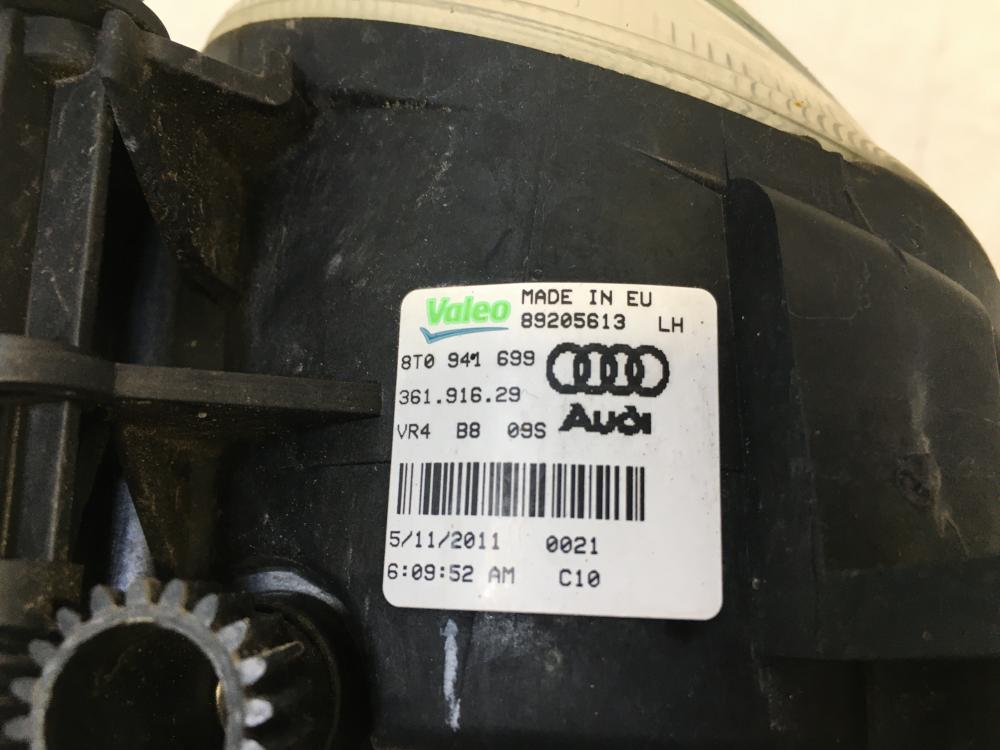 Valeo MADE IN EU
89205613 LH
8T0 941 699
361.916.29
Audi
VR4 B8 09S
5/11/2011 0021
6:09:52 AM C10